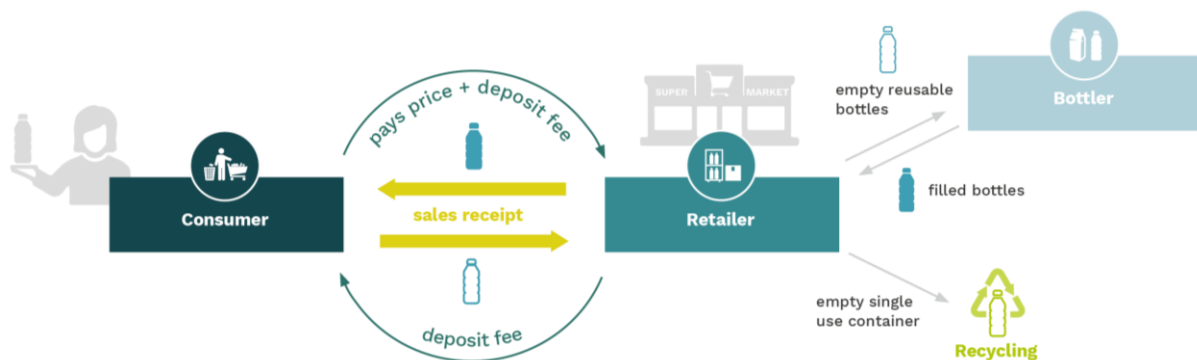 pays price + deposit fee
SUPER MARKET
empty reusable
bottles
Bottler
Consumer
sales receipt
Retailer
filled bottles
deposit fee
empty single
use container
Recycling